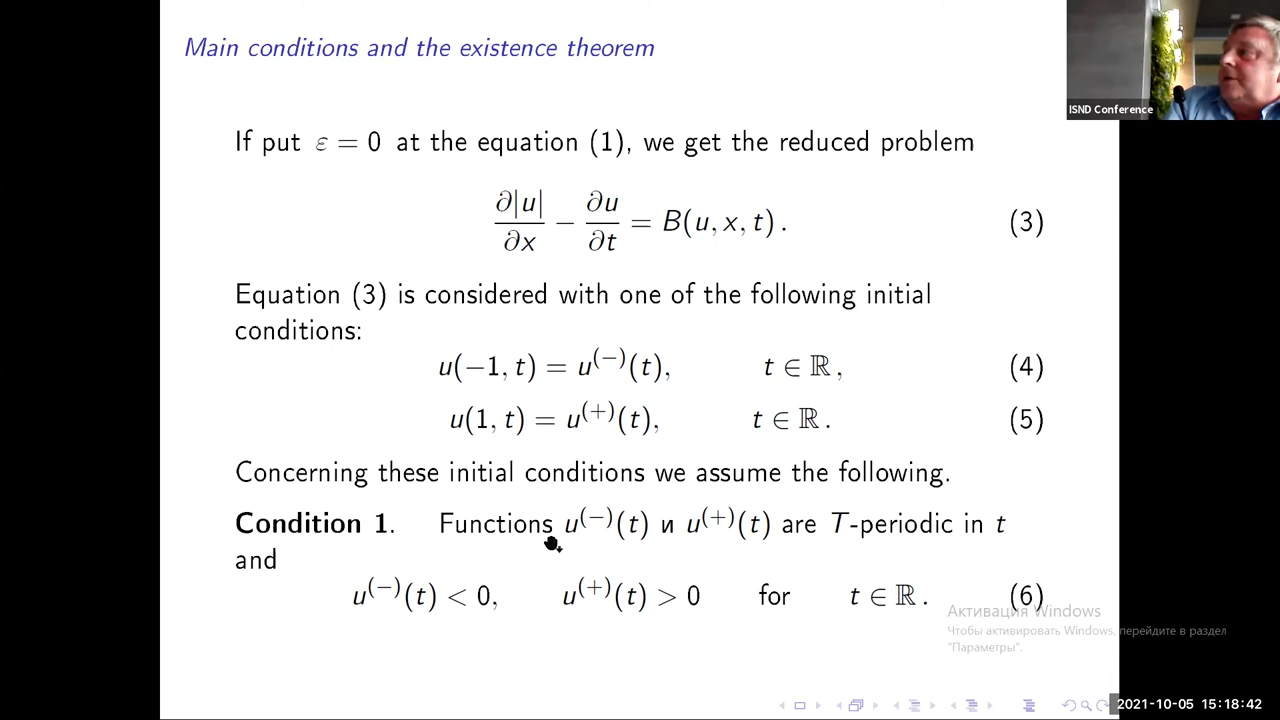 Main conditions and the existence theorem
ISND Conference
If put ε = 0 at the equation (1), we get the reduced problem
∂|u|/∂x − ∂u/∂t = B(u, x, t) . (3)
Equation (3) is considered with one of the following initial
conditions:
u(−1, t) = u^(−)(t), t ∈ ℝ , (4)
u(1, t) = u^(+)(t), t ∈ ℝ . (5)
Concerning these initial conditions we assume the following.
Condition 1. Functions u^(−)(t) и u^(+)(t) are T-periodic in t
and
u^(−)(t) < 0, u^(+)(t) > 0 for t ∈ ℝ . (6)
Активация Windows
Чтобы активировать Windows, перейдите в раздел
"Параметры".
2021-10-05 15:18:42